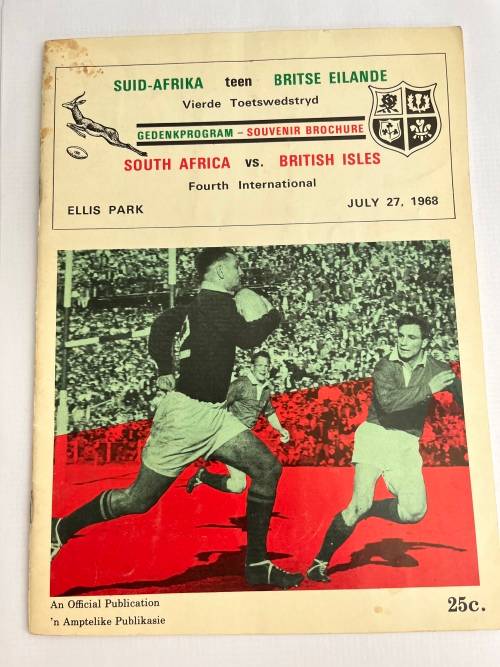 SUID-AFRIKA teen BRITSE EILANDE
Vierde Toetswedstryd
GEDENKPROGRAM – SOUVENIR BROCHURE
SOUTH AFRICA vs. BRITISH ISLES
Fourth International
ELLIS PARK JULY 27, 1968
An Official Publication
'n Amptelike Publikasie
25c.